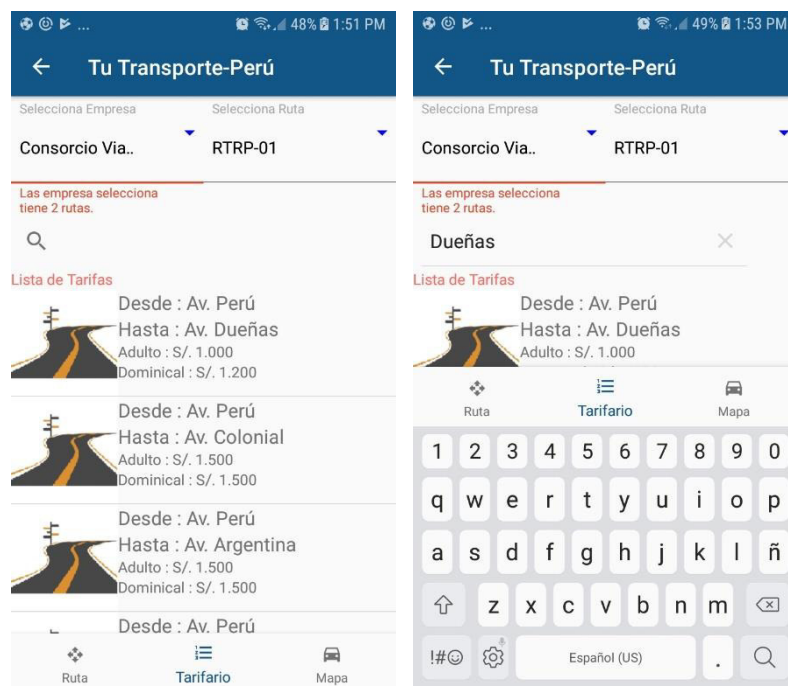 ... 48% 1:51 PM
Tu Transporte-Perú
Selecciona Empresa Selecciona Ruta
Consorcio Via.. RTRP-01
Las empresa selecciona
tiene 2 rutas.
Lista de Tarifas
Desde : Av. Perú
Hasta : Av. Dueñas
Adulto : S/. 1.000
Dominical : S/. 1.200
Desde : Av. Perú
Hasta : Av. Colonial
Adulto : S/. 1.500
Dominical : S/. 1.500
Desde : Av. Perú
Hasta : Av. Argentina
Adulto : S/. 1.500
Dominical : S/. 1.500
Desde : Av. Perú
Ruta Tarifario Mapa
... 49% 1:53 PM
Tu Transporte-Perú
Selecciona Empresa Selecciona Ruta
Consorcio Via.. RTRP-01
Las empresa selecciona
tiene 2 rutas.
Dueñas
Lista de Tarifas
Desde : Av. Perú
Hasta : Av. Dueñas
Adulto : S/. 1.000
Ruta Tarifario Mapa
1 2 3 4 5 6 7 8 9 0
q w e r t y u i o p
a s d f g h j k l ñ
z x c v b n m
!#☺ Español (US) .